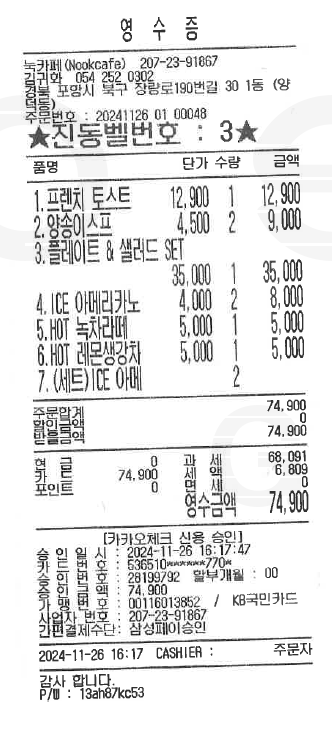 영 수 증
눅카페(Nookcafe) 207-23-91867
김귀화 054 252 0302
경북 포항시 북구 장량로190번길 30 1동 (양
덕동)
주문번호 : 20241126 01 00048
★진동벨번호 : 3★
품명 단가 수량 금액
1.프렌치 토스트 12,900 1 12,900
2.양송이스프 4,500 2 9,000
3.플레이트 & 샐러드 SET
35,000 1 35,000
4.ICE 아메리카노 4,000 2 8,000
5.HOT 녹차라떼 5,000 1 5,000
6.HOT 레몬생강차 5,000 1 5,000
7.(세트)ICE 아메 2
주문합계 74,900
할인금액 0
받을금액 74,900
현 금 0 과 세 68,091
카 드 74,900 세 액 6,809
포인트 0 면 세 0
영수금액 74,900
[카카오체크 신용 승인]
승 인 일 시 : 2024-11-26 16:17:47
카 드 번 호 : 536510******770*
승 인 번 호 : 28199792 할부개월 : 00
승 인 금 액 : 74,900
가 맹 번 호 : 00116013852 / KB국민카드
사업자 번호 : 207-23-91867
간편결제수단: 삼성페이승인
2024-11-26 16:17 CASHIER : 주문자
감사 합니다.
P/W : 13ah87kc53